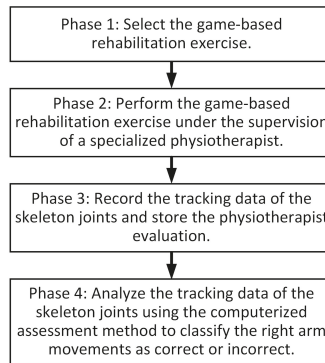 Phase 1: Select the game-based
rehabilitation exercise.
Phase 2: Perform the game-based
rehabilitation exercise under the supervision
of a specialized physiotherapist.
Phase 3: Record the tracking data of the
skeleton joints and store the physiotherapist
evaluation.
Phase 4: Analyze the tracking data of the
skeleton joints using the computerized
assessment method to classify the right arm
movements as correct or incorrect.